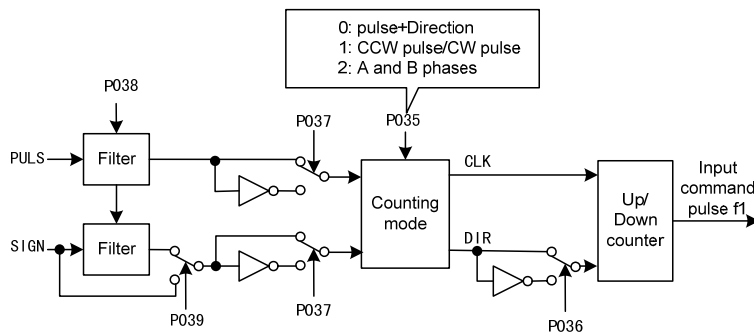 0: pulse+Direction
1: CCW pulse/CW pulse
2: A and B phases
P038
P037
P035
PULS
Filter
CLK
Input
command
pulse f1
Up/
Down
counter
Counting
mode
SIGN
Filter
DIR
P039
P037
P036